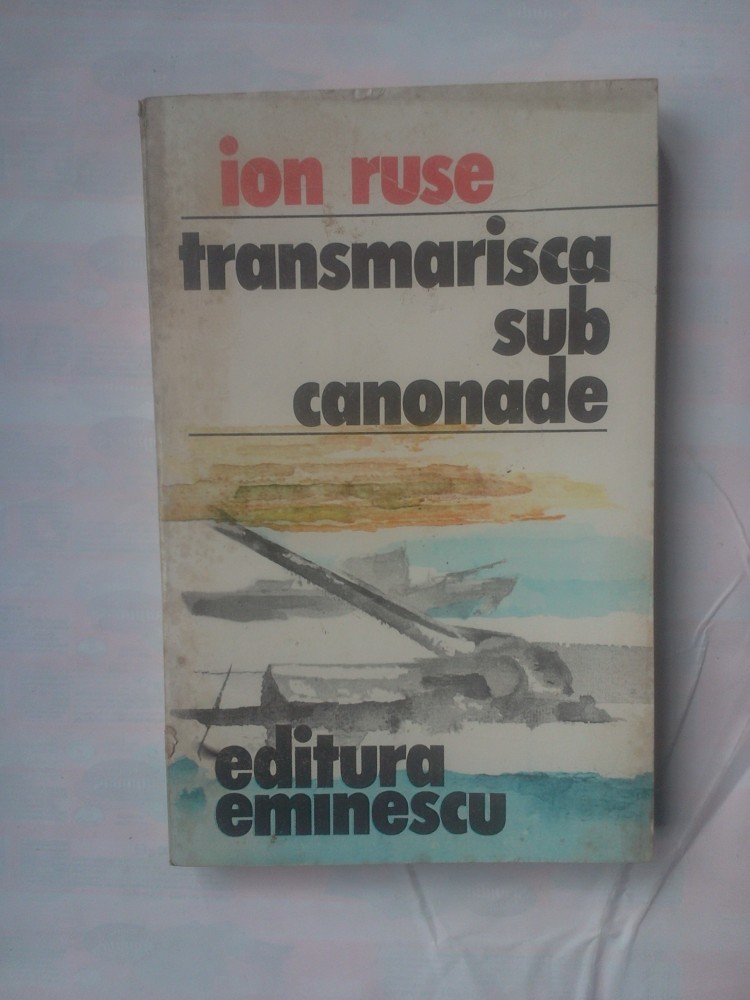 ion ruse
transmarisca
sub
canonade
editura
eminescu